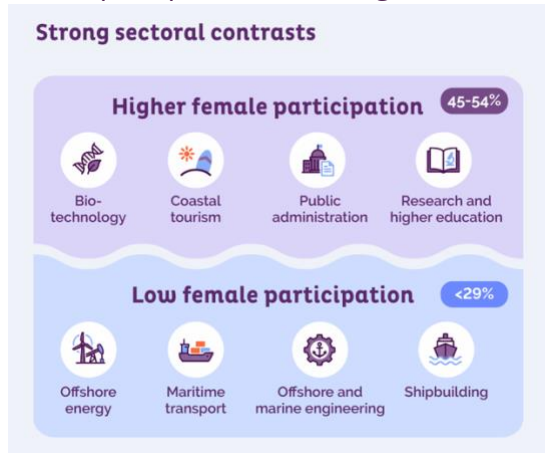 Strong sectoral contrasts
Higher female participation 45-54%
Bio-
technology
Coastal
tourism
Public
administration
Research and
higher education
Low female participation <29%
Offshore
energy
Maritime
transport
Offshore and
marine engineering
Shipbuilding